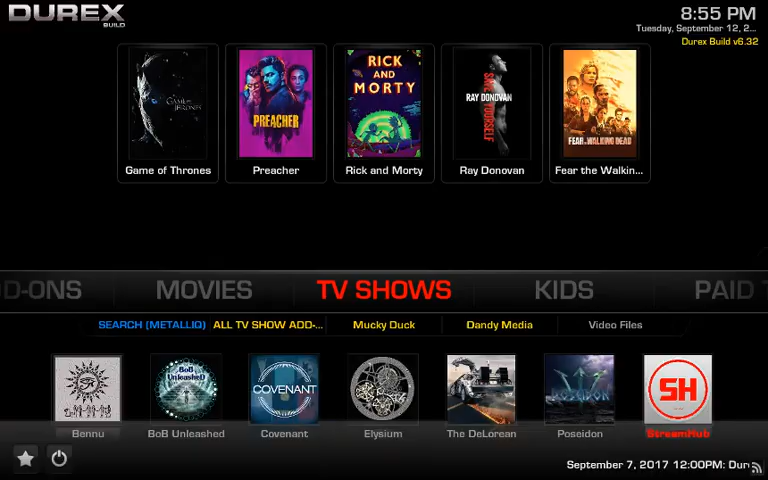 DUREX
BUILD
8:55 PM
Tuesday, September 12, 2...
Durex Build v6.32
GAME OF THRONES
PREACHER
RICK
AND
MORTY
RAY DONOVAN
SAVE YOURSELF
FEAR THE WALKING DEAD
Game of Thrones
Preacher
Rick and Morty
Ray Donovan
Fear the Walkin...
D-ONS
MOVIES
TV SHOWS
KIDS
PAID T
SEARCH (METALLIQ)
ALL TV SHOW ADD-...
Mucky Duck
Dandy Media
Video Files
BoB
Unleashed
COVENANT
POSEIDON
SH
Bennu
BoB Unleashed
Covenant
Elysium
The DeLorean
Poseidon
StreamHub
September 7, 2017 12:00PM: Dur